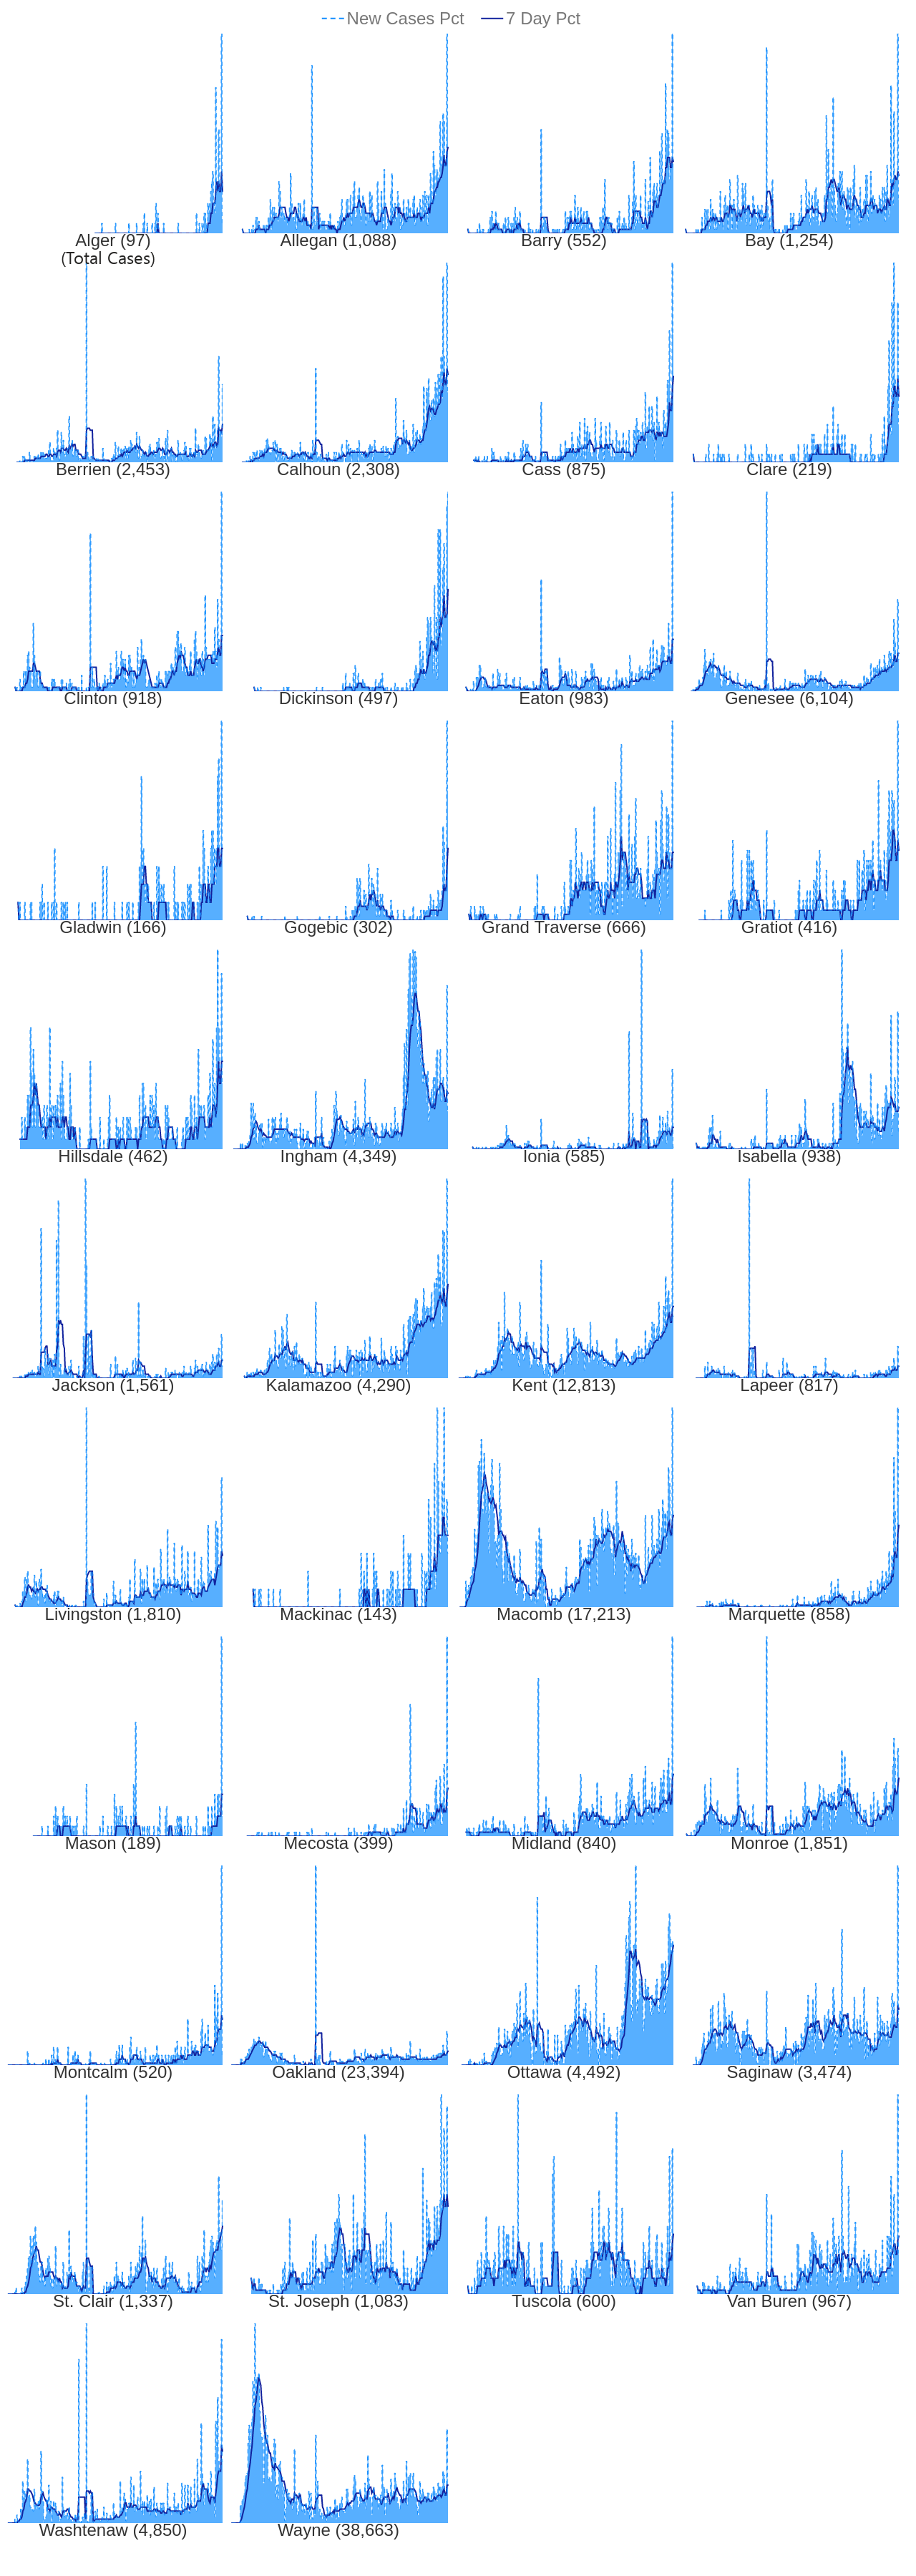 New Cases Pct 7 Day Pct
Alger (97) Allegan (1,088) Barry (552) Bay (1,254)
(Total Cases)
Berrien (2,453) Calhoun (2,308) Cass (875) Clare (219)
Clinton (918) Dickinson (497) Eaton (983) Genesee (6,104)
Gladwin (166) Gogebic (302) Grand Traverse (666) Gratiot (416)
Hillsdale (462) Ingham (4,349) Ionia (585) Isabella (938)
Jackson (1,561) Kalamazoo (4,290) Kent (12,813) Lapeer (817)
Livingston (1,810) Mackinac (143) Macomb (17,213) Marquette (858)
Mason (189) Mecosta (399) Midland (840) Monroe (1,851)
Montcalm (520) Oakland (23,394) Ottawa (4,492) Saginaw (3,474)
St. Clair (1,337) St. Joseph (1,083) Tuscola (600) Van Buren (967)
Washtenaw (4,850) Wayne (38,663)